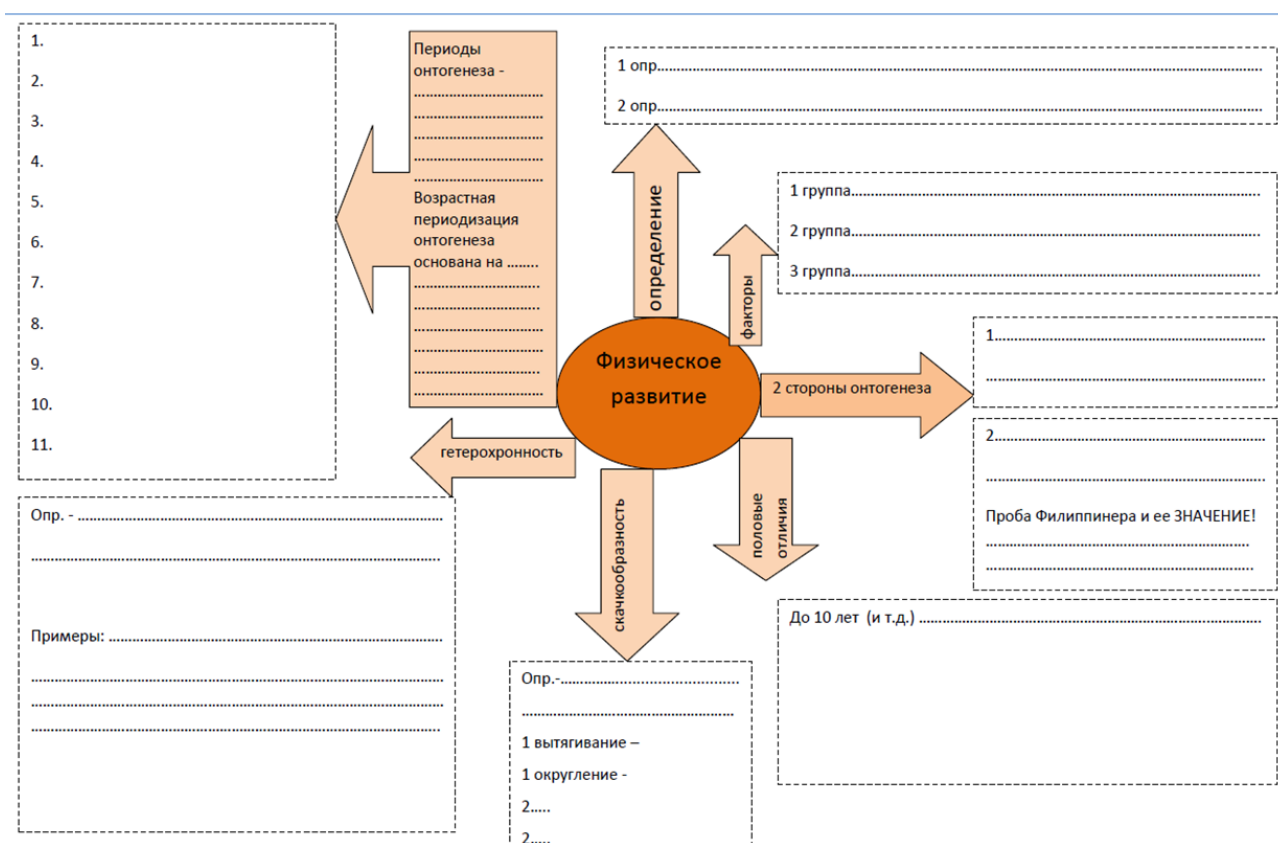 1.
2.
3.
4.
5.
6.
7.
8.
9.
10.
11.
Периоды
онтогенеза -
........................................
........................................
........................................
........................................
........................................
Возрастная
периодизация
онтогенеза
основана на ........
........................................
........................................
........................................
........................................
........................................
........................................
1 опр........................................
2 опр........................................
определение
1 группа........................................
2 группа........................................
3 группа........................................
факторы
Физическое
развитие
2 стороны онтогенеза
1........................................
........................................
2........................................
........................................
Проба Филиппинера и ее ЗНАЧЕНИЕ!
........................................
........................................
гетерохронность
Опр. - ........................................
........................................
Примеры: ........................................
........................................
........................................
........................................
скачкообразность
Опр.-........................................
........................................
1 вытягивание –
1 округление -
2.....
2.....
половые
отличия
До 10 лет (и т.д.) ........................................